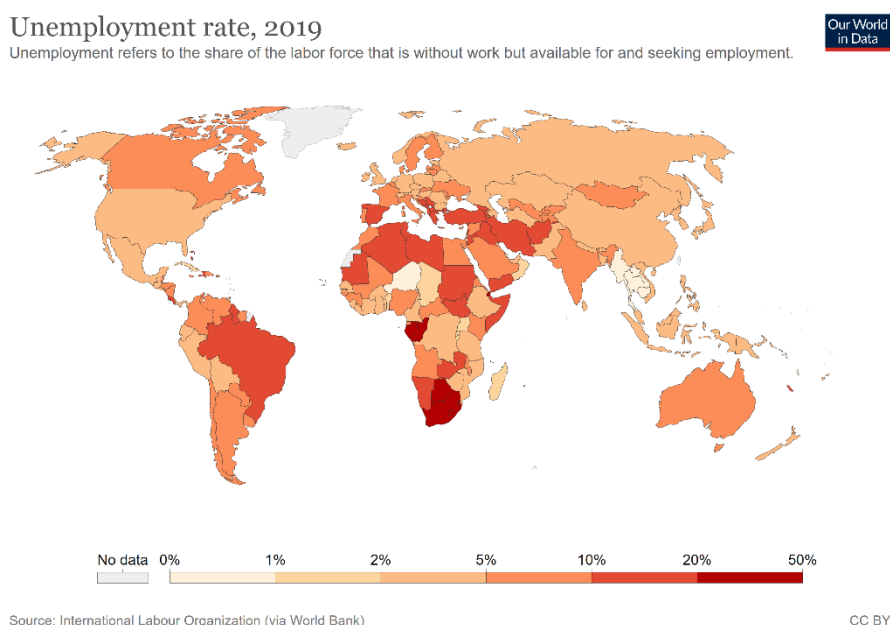 Unemployment rate, 2019
Our World
in Data
Unemployment refers to the share of the labor force that is without work but available for and seeking employment.
No data 0% 1% 2% 5% 10% 20% 50%
Source: International Labour Organization (via World Bank) CC BY